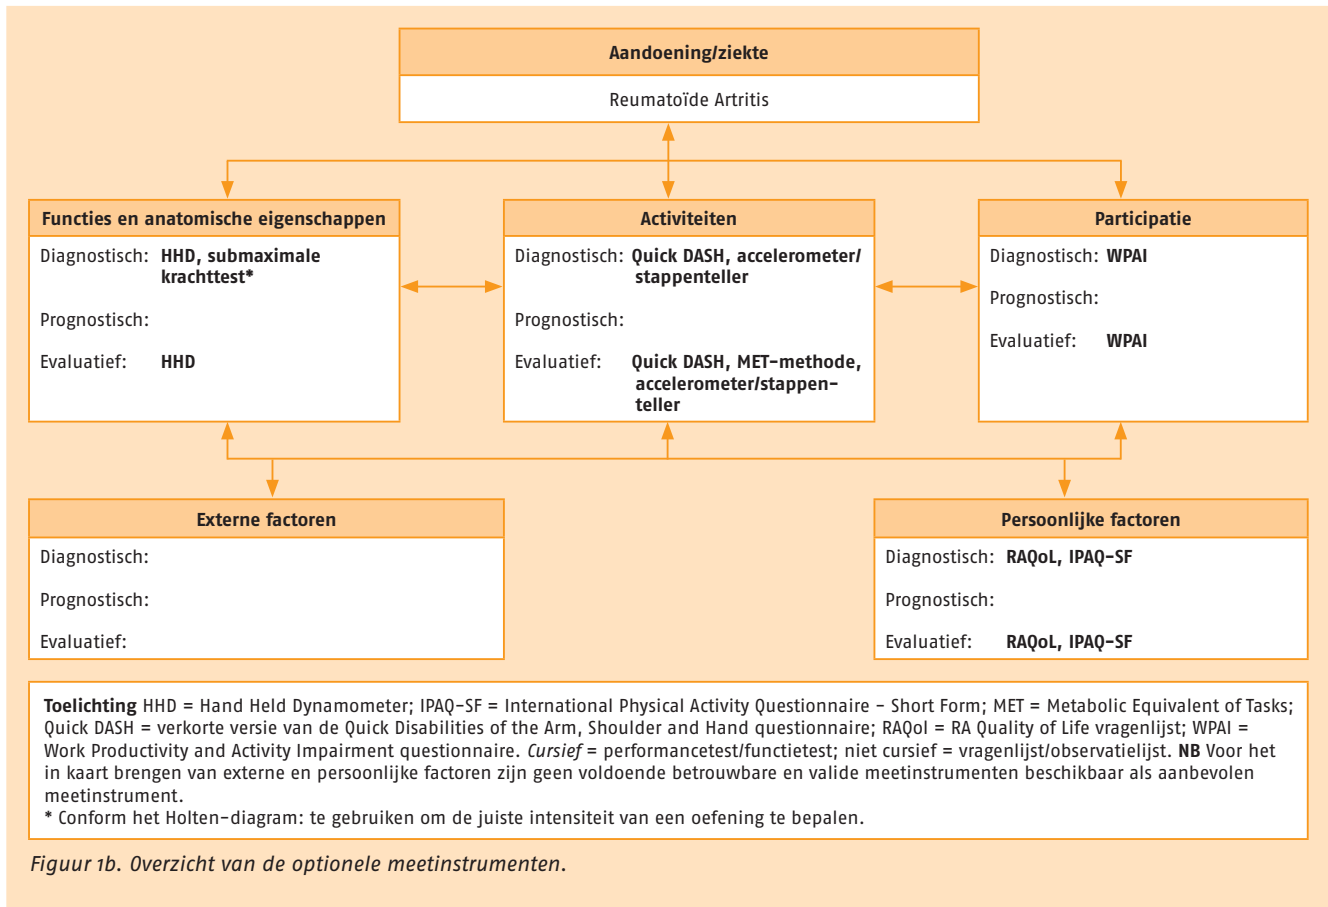 Aandoening/ziekte
Reumatoïde Artritis
Functies en anatomische eigenschappen
Diagnostisch: HHD, submaximale
krachttest*
Prognostisch:
Evaluatief: HHD
Activiteiten
Diagnostisch: Quick DASH, accelerometer/
stappenteller
Prognostisch:
Evaluatief: Quick DASH, MET-methode,
accelerometer/stappen-
teller
Participatie
Diagnostisch: WPAI
Prognostisch:
Evaluatief: WPAI
Externe factoren
Diagnostisch:
Prognostisch:
Evaluatief:
Persoonlijke factoren
Diagnostisch: RAQoL, IPAQ-SF
Prognostisch:
Evaluatief: RAQoL, IPAQ-SF
Toelichting HHD = Hand Held Dynamometer; IPAQ-SF = International Physical Activity Questionnaire - Short Form; MET = Metabolic Equivalent of Tasks;
Quick DASH = verkorte versie van de Quick Disabilities of the Arm, Shoulder and Hand questionnaire; RAQol = RA Quality of Life vragenlijst; WPAI =
Work Productivity and Activity Impairment questionnaire. Cursief = performancetest/functietest; niet cursief = vragenlijst/observatielijst. NB Voor het
in kaart brengen van externe en persoonlijke factoren zijn geen voldoende betrouwbare en valide meetinstrumenten beschikbaar als aanbevolen
meetinstrument.
* Conform het Holten-diagram: te gebruiken om de juiste intensiteit van een oefening te bepalen.
Figuur 1b. Overzicht van de optionele meetinstrumenten.